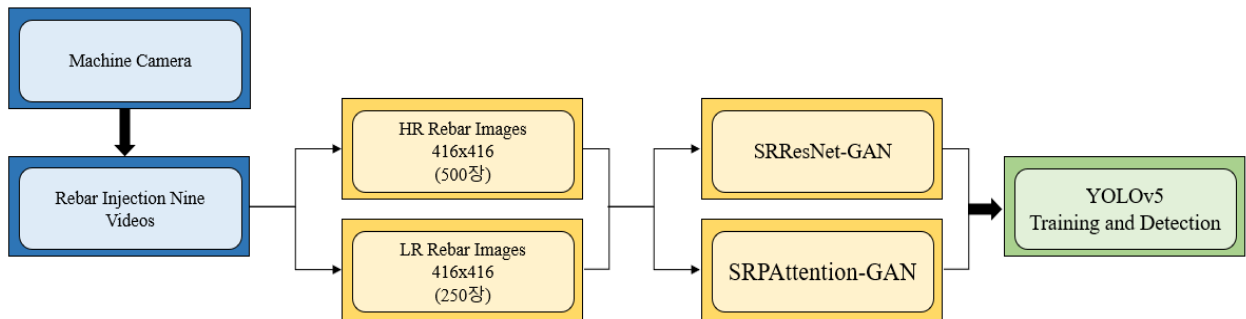 Machine Camera
Rebar Injection Nine
Videos
HR Rebar Images
416x416
(500장)
LR Rebar Images
416x416
(250장)
SRResNet-GAN
SRPAttention-GAN
YOLOv5
Training and Detection